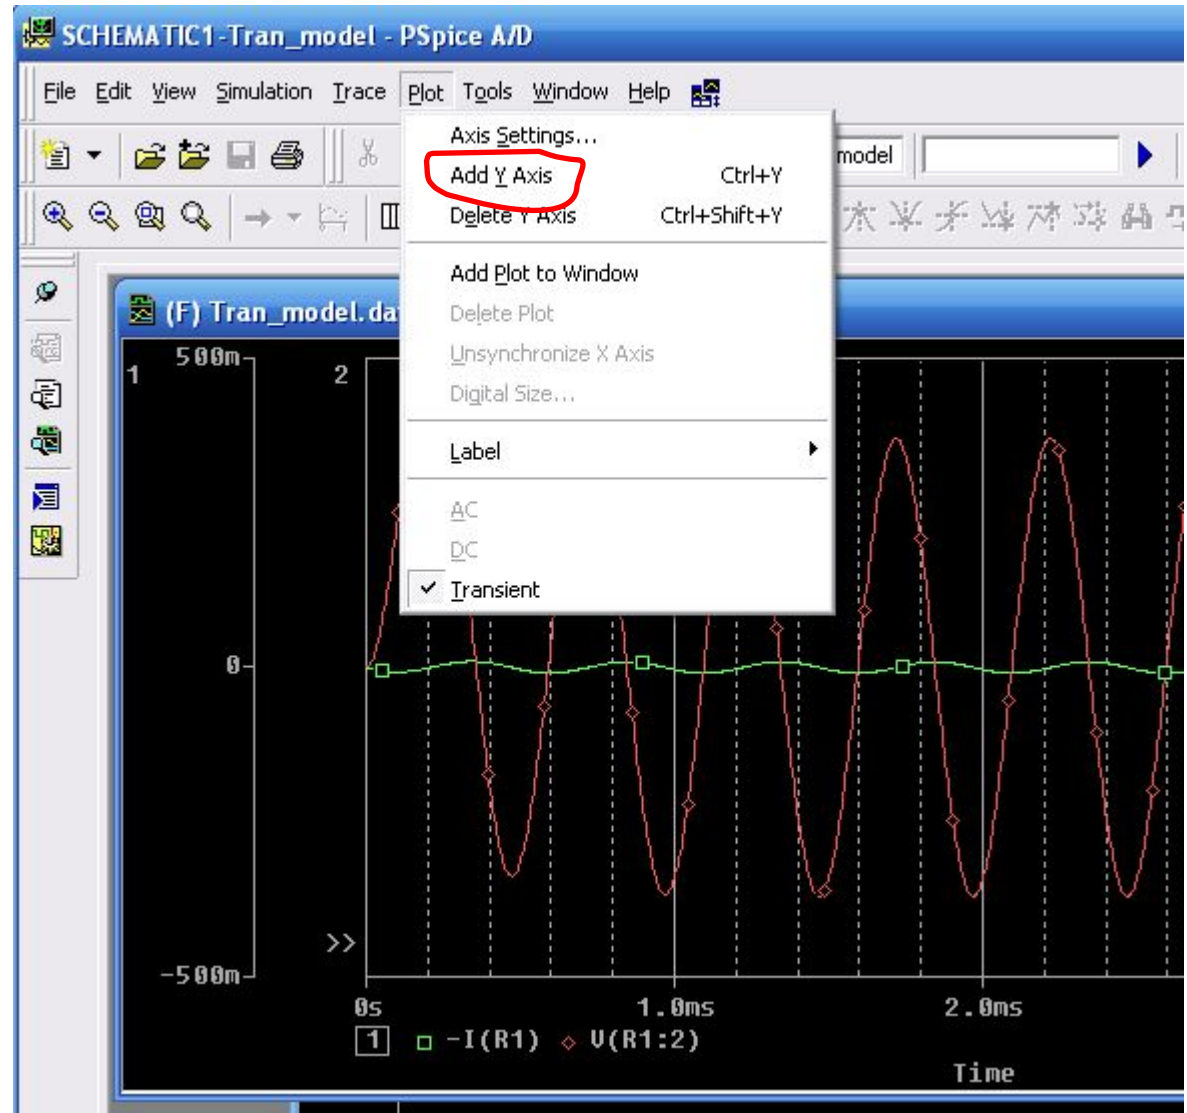 SCHEMATIC1-Tran_model - PSpice A/D
File Edit View Simulation Trace Plot Tools Window Help
Axis Settings...
model
Add Y Axis Ctrl+Y
Delete Y Axis Ctrl+Shift+Y
Add Plot to Window
(F) Tran_model.da
Delete Plot
Unsynchronize X Axis
Digital Size...
Label
AC
DC
Transient
500m
1
2
0
>>
-500m
0s 1.0ms 2.0ms
1 -I(R1) V(R1:2)
Time